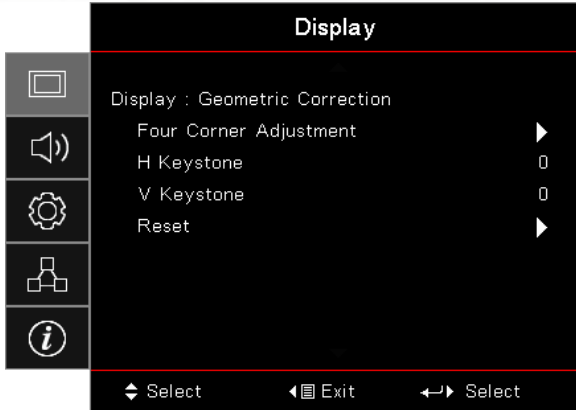 Display
Display : Geometric Correction
Four Corner Adjustment
H Keystone 0
V Keystone 0
Reset
i
Select Exit Select